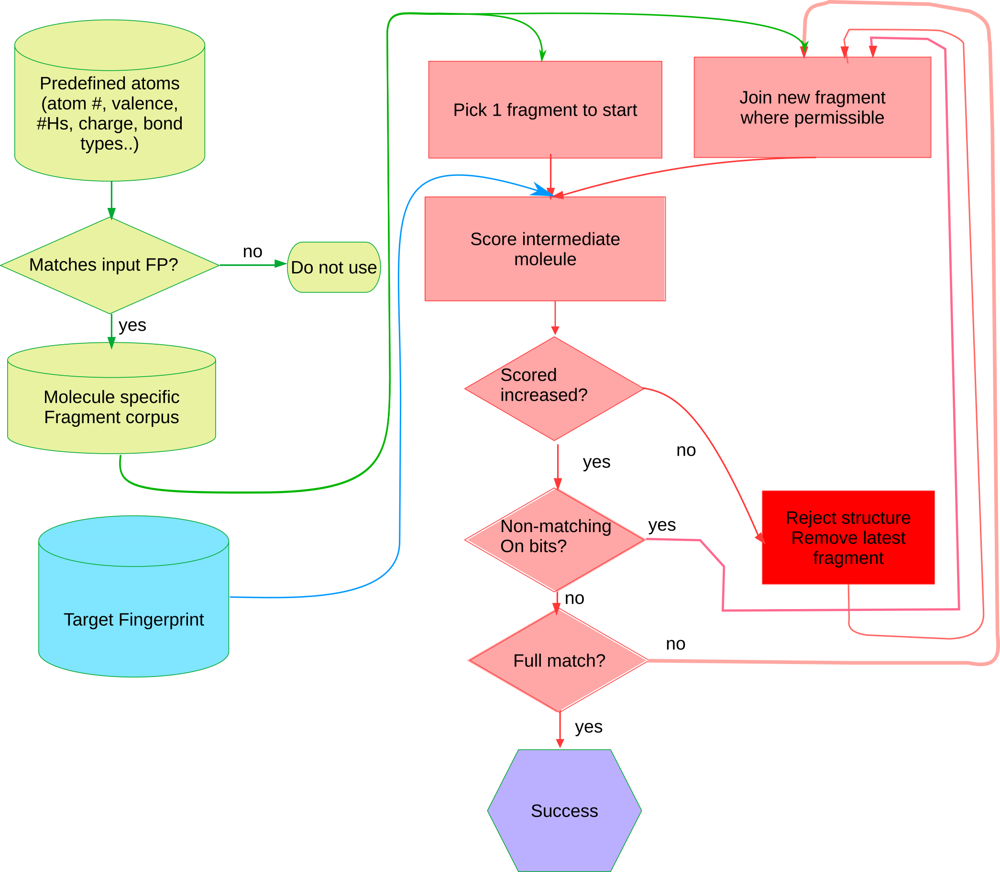 Predefined atoms
(atom #, valence,
#Hs, charge, bond
types..)
Matches input FP?
no
Do not use
yes
Molecule specific
Fragment corpus
Target Fingerprint
Pick 1 fragment to start
Join new fragment
where permissible
Score intermediate
moleule
Scored
increased?
no
yes
Non-matching
On bits?
yes
Reject structure
Remove latest
fragment
no
Full match?
no
yes
Success